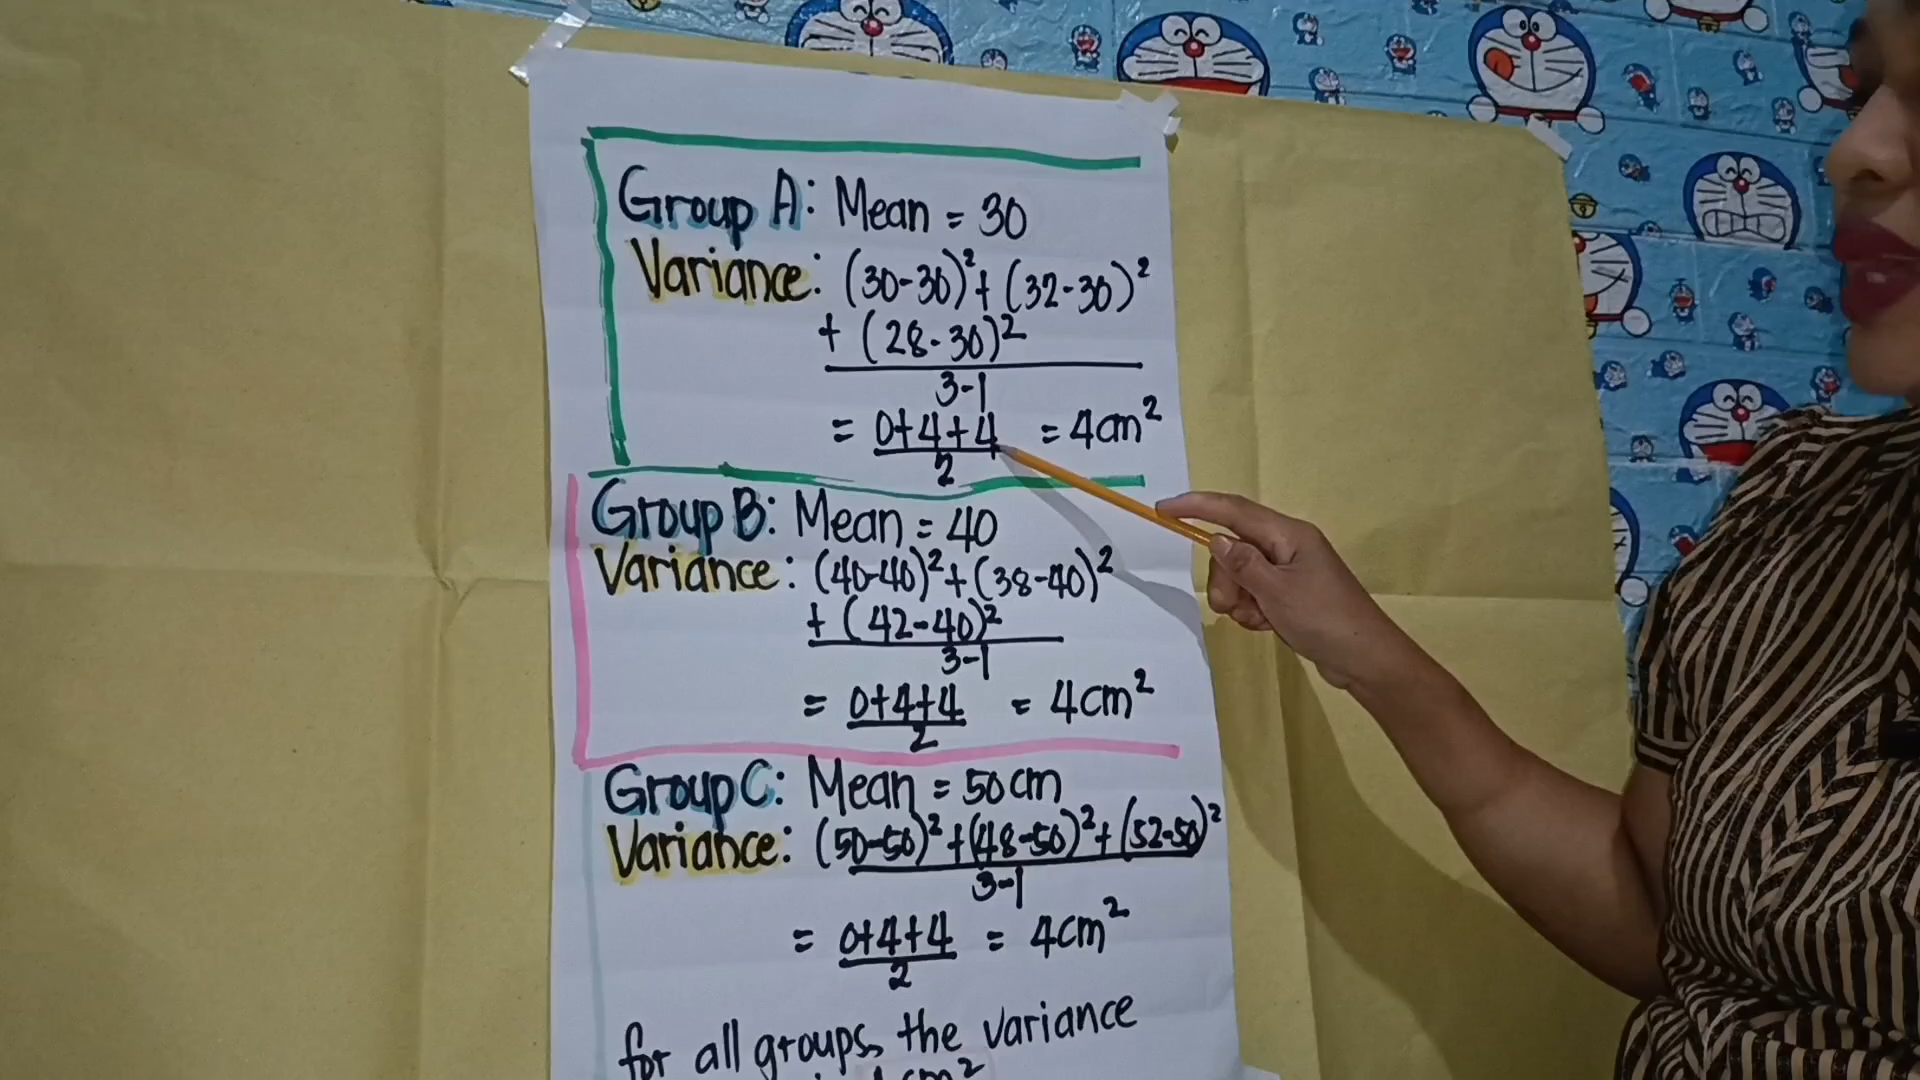 Group A: Mean = 30
Variance: (30-30)² + (32-30)²
+ (28-30)²
3-1
= 0+4+4 = 4cm²
2
Group B: Mean = 40
Variance: (40-40)² + (38-40)²
+ (42-40)²
3-1
= 0+4+4 = 4cm²
2
Group C: Mean = 50cm
Variance: (50-50)² + (48-50)² + (52-50)²
3-1
= 0+4+4 = 4cm²
2
for all groups, the variance
cm²